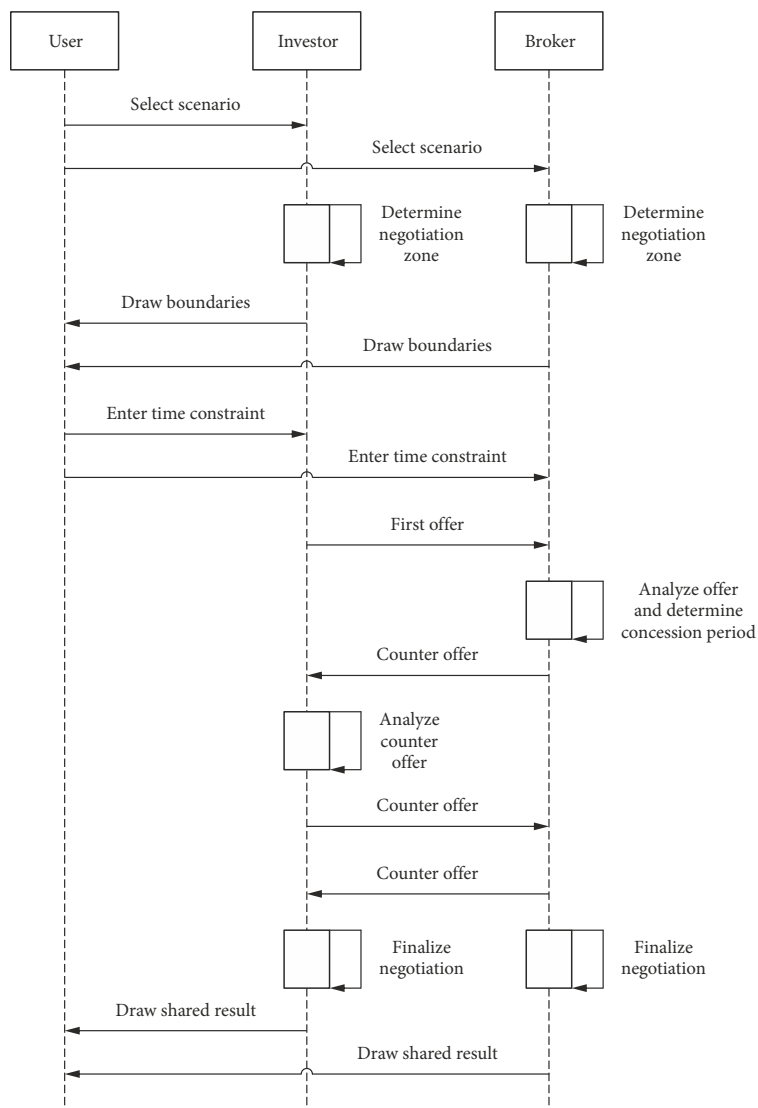 User
Investor
Broker
Select scenario
Select scenario
Determine
negotiation
zone
Determine
negotiation
zone
Draw boundaries
Draw boundaries
Enter time constraint
Enter time constraint
First offer
Analyze offer
and determine
concession period
Counter offer
Analyze
counter
offer
Counter offer
Counter offer
Finalize
negotiation
Finalize
negotiation
Draw shared result
Draw shared result